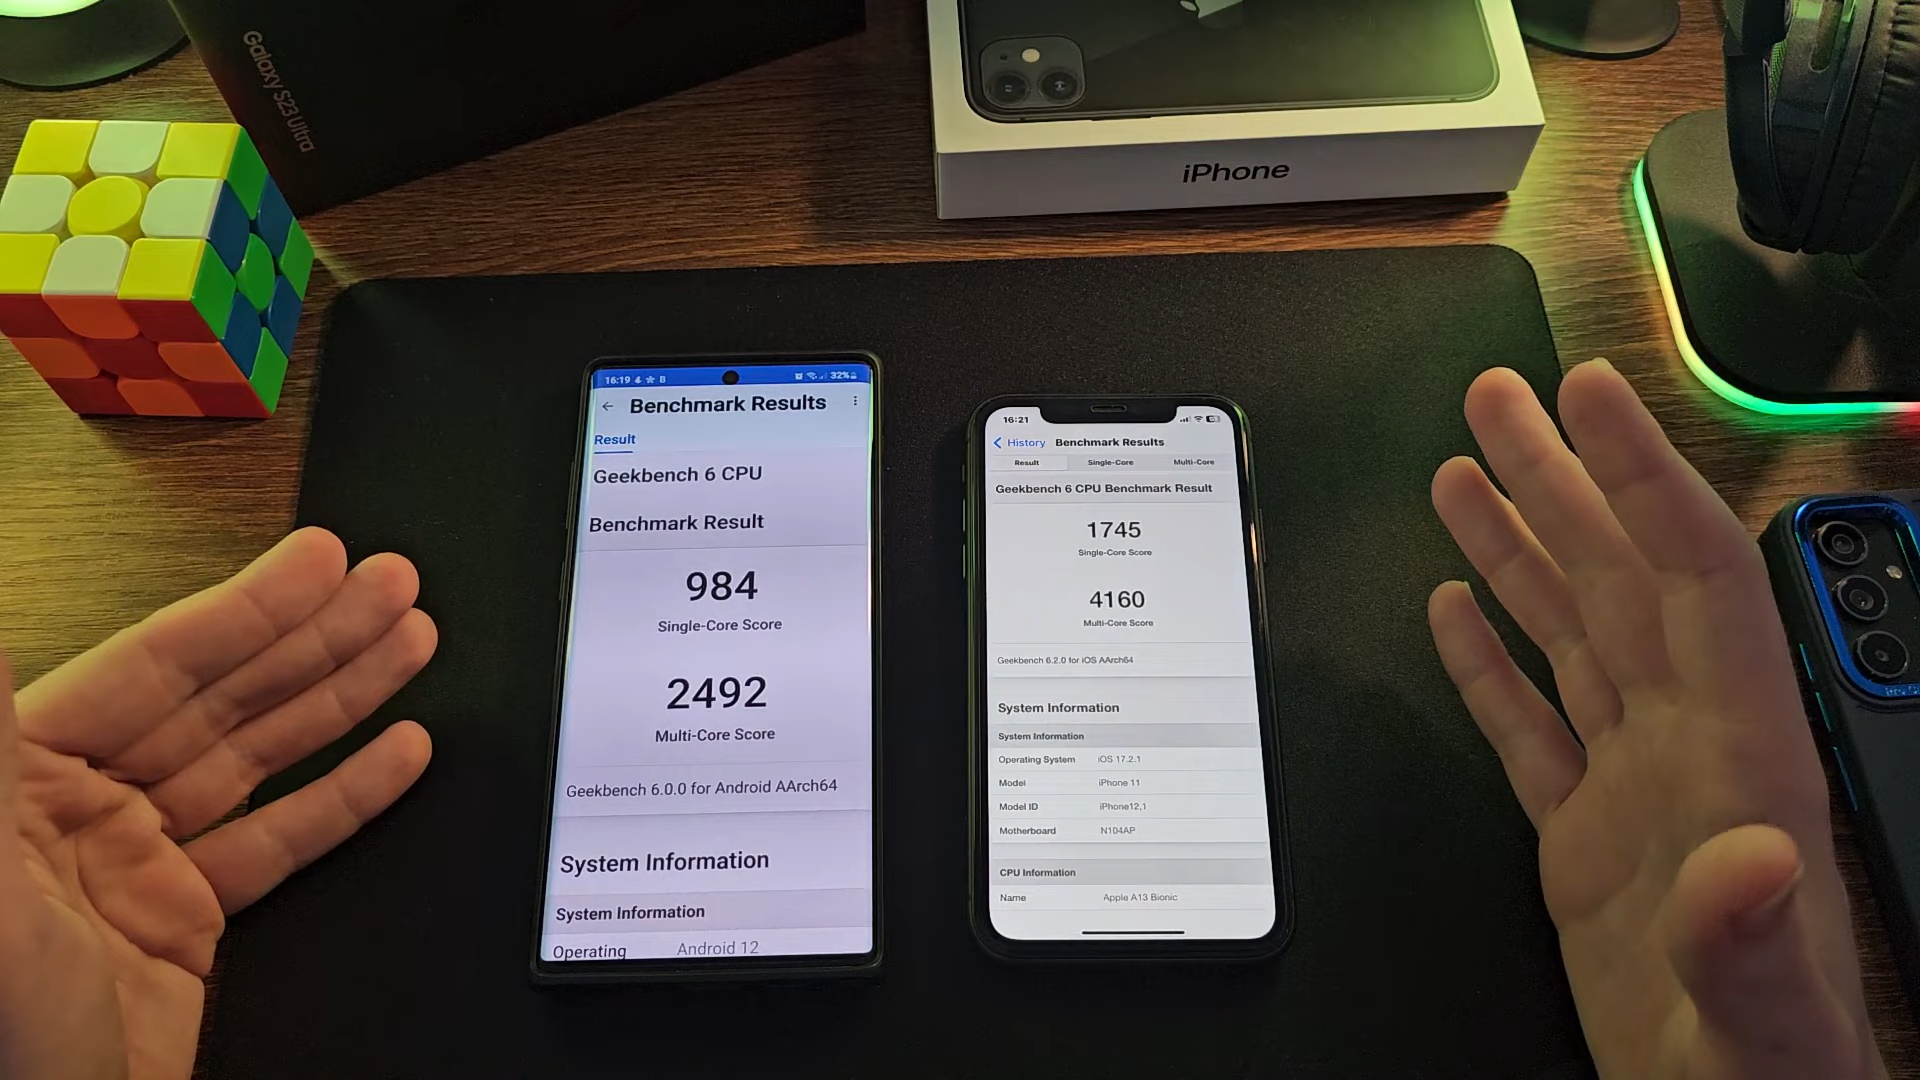 Galaxy S23 Ultra
iPhone
16:19
32%
Benchmark Results
Result
Geekbench 6 CPU
Benchmark Result
984
Single-Core Score
2492
Multi-Core Score
Geekbench 6.0.0 for Android AArch64
System Information
System Information
Operating Android 12
16:21
History Benchmark Results
Result Single-Core Multi-Core
Geekbench 6 CPU Benchmark Result
1745
Single-Core Score
4160
Multi-Core Score
Geekbench 6.2.0 for iOS AArch64
System Information
System Information
Operating System iOS 17.2.1
Model iPhone 11
Model ID iPhone12,1
Motherboard N104AP
CPU Information
Name Apple A13 Bionic